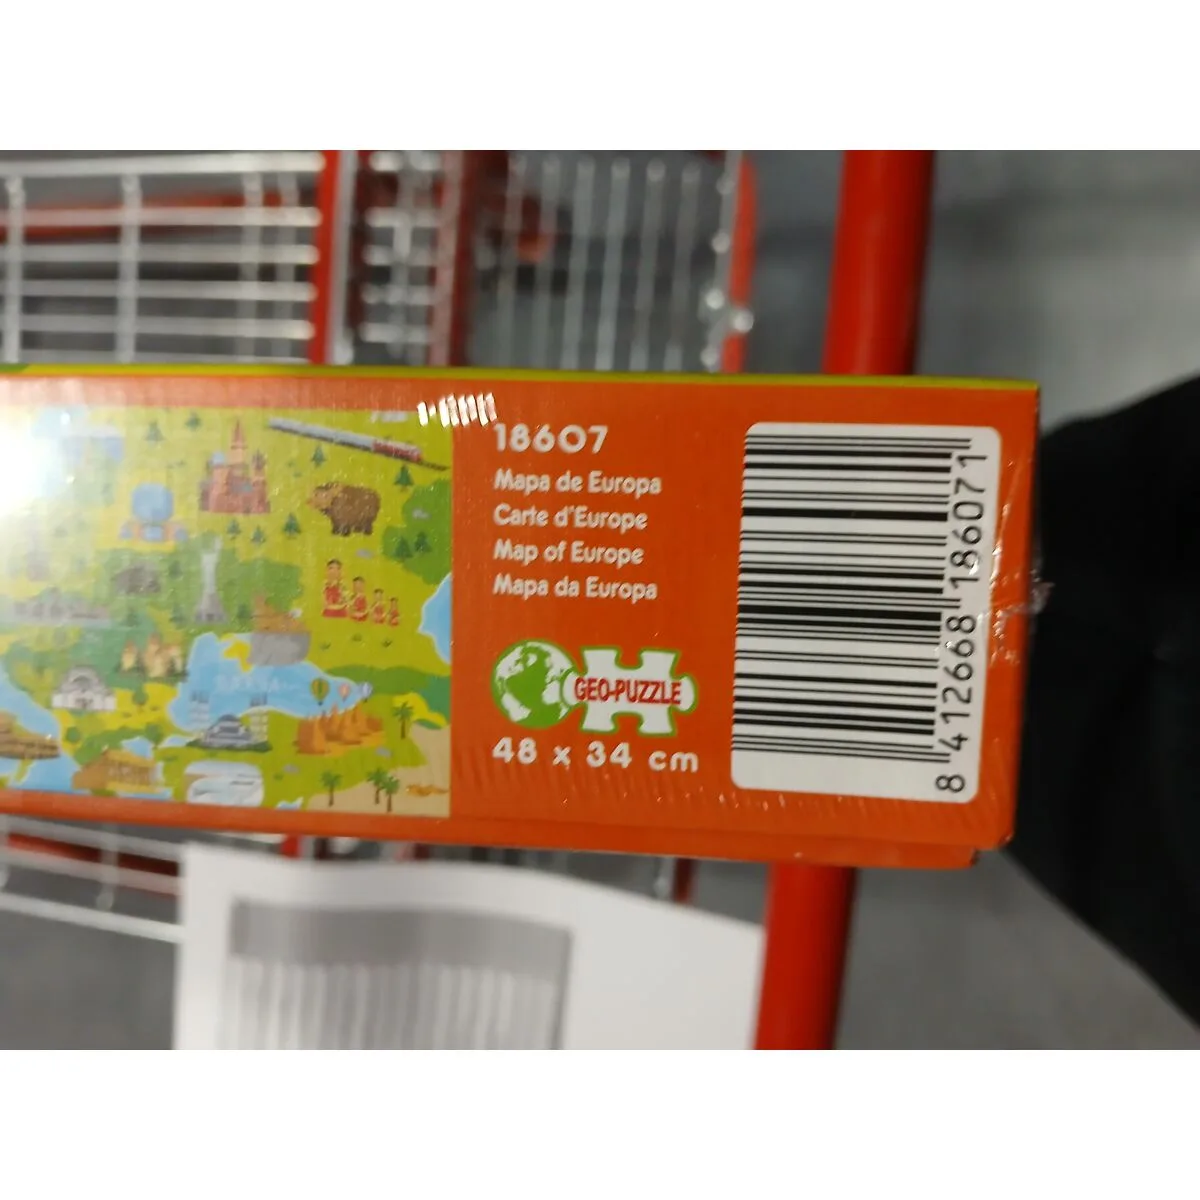 18607
Mapa de Europa
Carte d'Europe
Map of Europe
Mapa da Europa
GEO-PUZZLE
48 x 34 cm
8 412668 186071